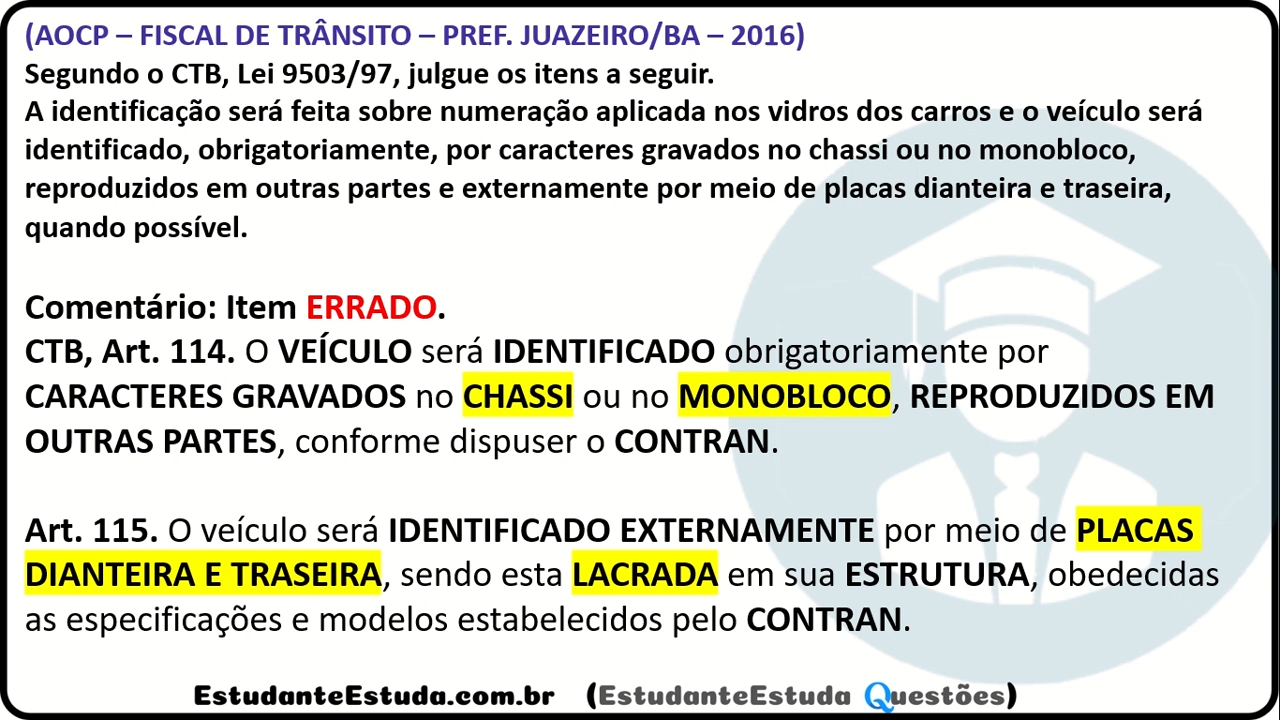 (AOCP – FISCAL DE TRÂNSITO – PREF. JUAZEIRO/BA – 2016)
Segundo o CTB, Lei 9503/97, julgue os itens a seguir.
A identificação será feita sobre numeração aplicada nos vidros dos carros e o veículo será
identificado, obrigatoriamente, por caracteres gravados no chassi ou no monobloco,
reproduzidos em outras partes e externamente por meio de placas dianteira e traseira,
quando possível.
Comentário: Item ERRADO.
CTB, Art. 114. O VEÍCULO será IDENTIFICADO obrigatoriamente por
CARACTERES GRAVADOS no CHASSI ou no MONOBLOCO, REPRODUZIDOS EM
OUTRAS PARTES, conforme dispuser o CONTRAN.
Art. 115. O veículo será IDENTIFICADO EXTERNAMENTE por meio de PLACAS
DIANTEIRA E TRASEIRA, sendo esta LACRADA em sua ESTRUTURA, obedecidas
as especificações e modelos estabelecidos pelo CONTRAN.
EstudanteEstuda.com.br (EstudanteEstuda Questões)